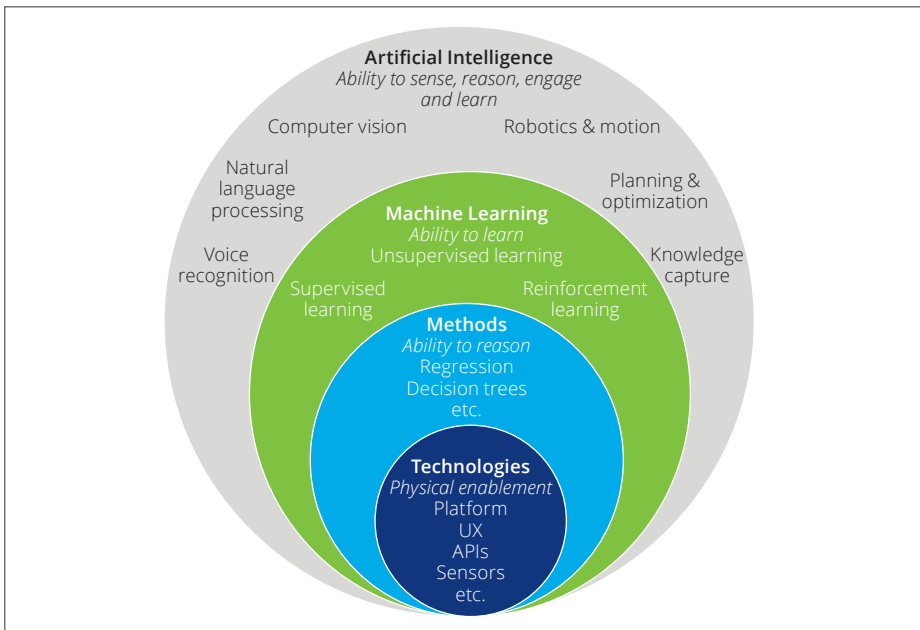 Artificial Intelligence
Ability to sense, reason, engage
and learn
Computer vision
Robotics & motion
Natural
language
processing
Planning &
optimization
Voice
recognition
Knowledge
capture
Machine Learning
Ability to learn
Unsupervised learning
Supervised
learning
Reinforcement
learning
Methods
Ability to reason
Regression
Decision trees
etc.
Technologies
Physical enablement
Platform
UX
APIs
Sensors
etc.